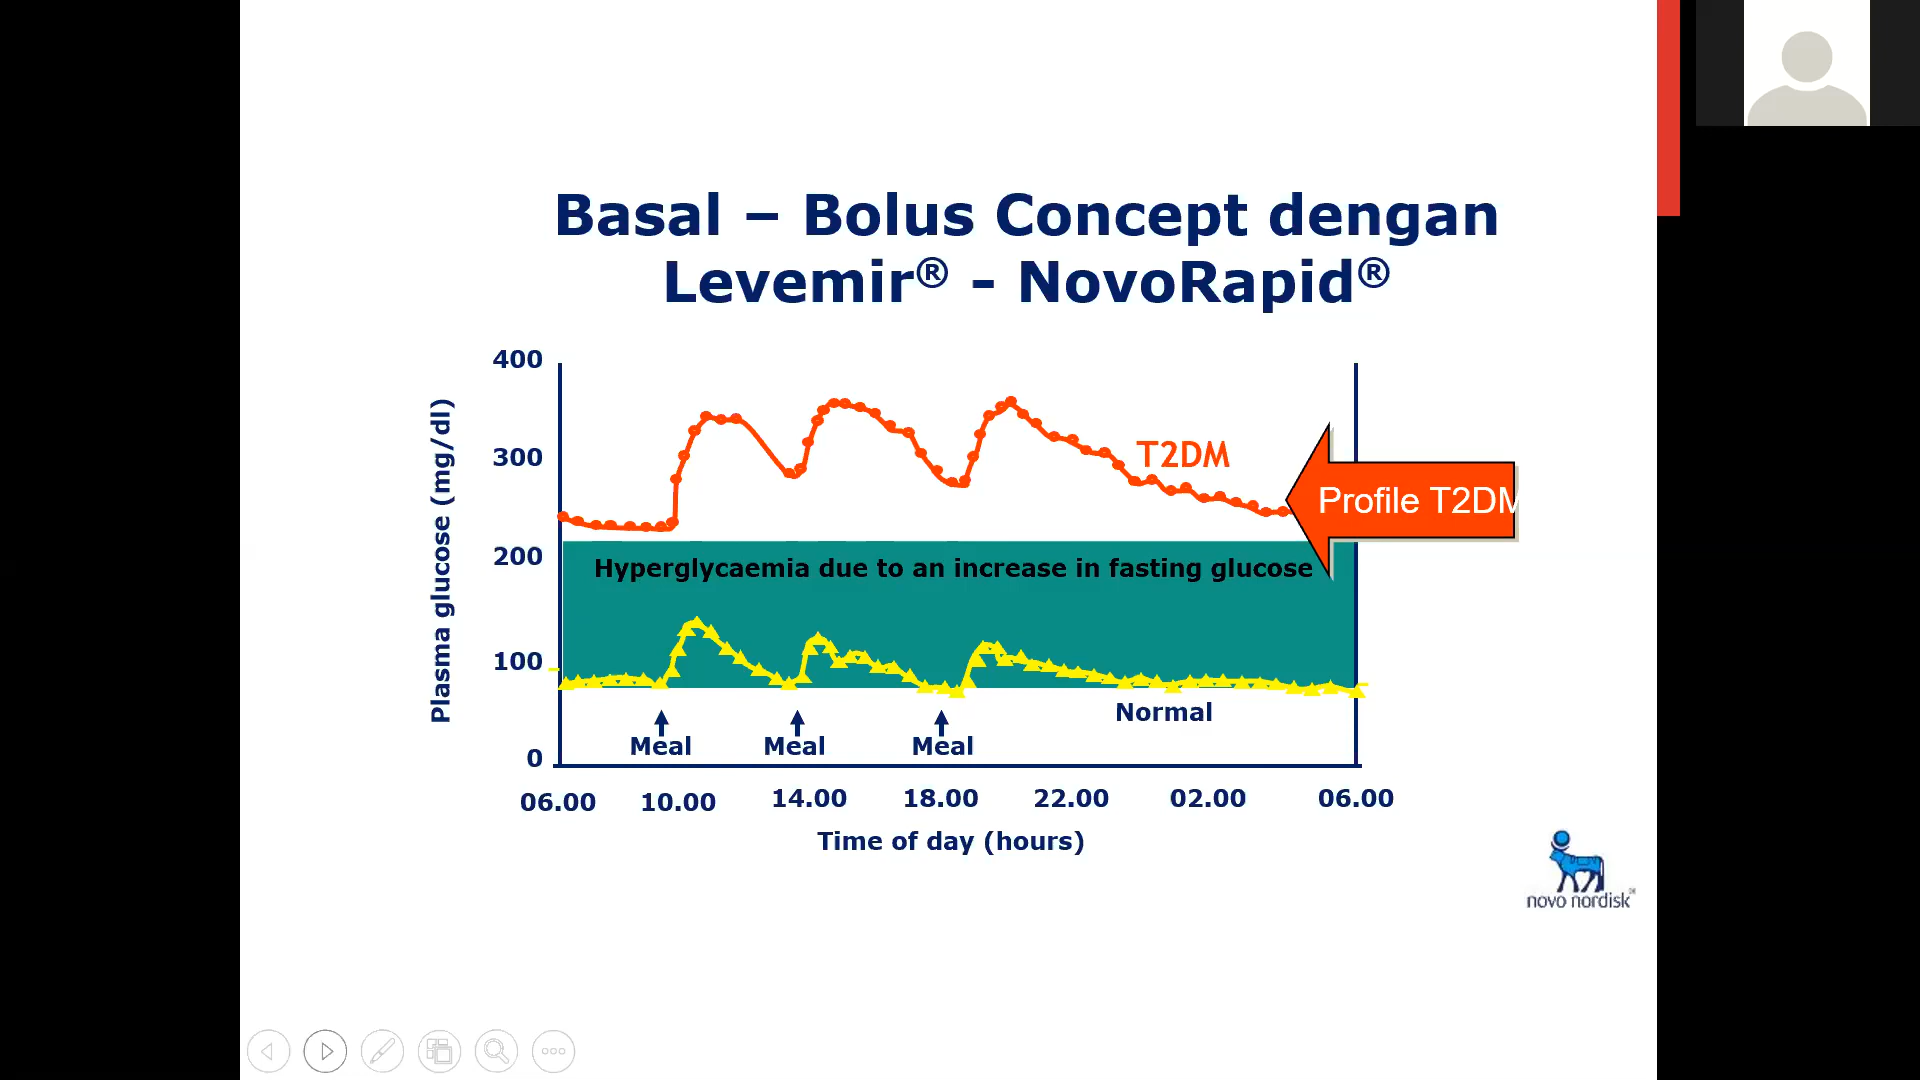 Basal – Bolus Concept dengan
Levemir® - NovoRapid®
Plasma glucose (mg/dl)
400
300
200
100
0
T2DM
Profile T2DM
Hyperglycaemia due to an increase in fasting glucose
Normal
Meal Meal Meal
06.00 10.00 14.00 18.00 22.00 02.00 06.00
Time of day (hours)
novo nordisk